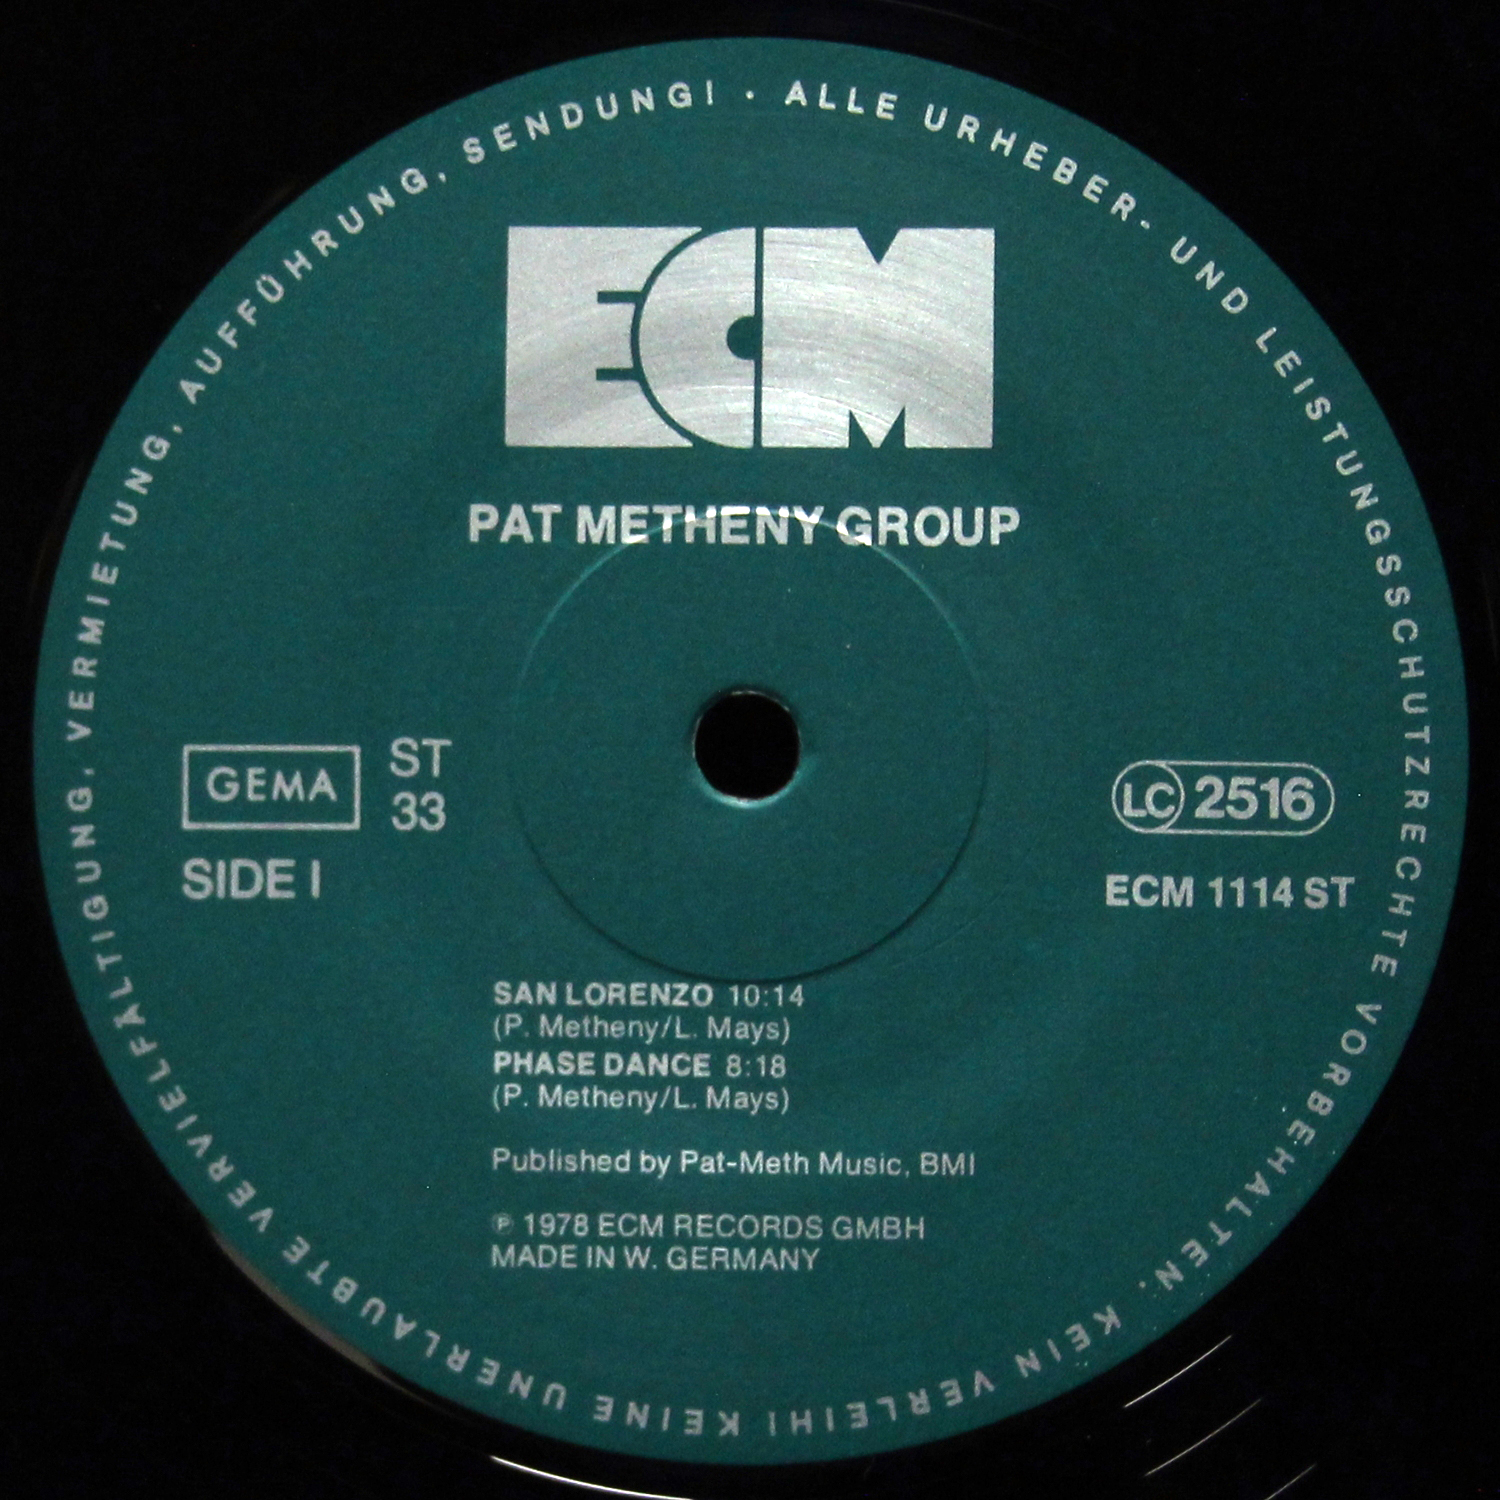 ALLE URHEBER- UND LEISTUNGSSCHUTZRECHTE VORBEHALTEN. KEIN VERLEIH! KEINE UNERLAUBTE VERVIELFÄLTIGUNG, VERMIETUNG, AUFFÜHRUNG, SENDUNG! ·
ECM
PAT METHENY GROUP
GEMA
ST
33
SIDE I
LC 2516
ECM 1114 ST
SAN LORENZO 10:14
(P. Metheny/L. Mays)
PHASE DANCE 8:18
(P. Metheny/L. Mays)
Published by Pat-Meth Music, BMI
℗ 1978 ECM RECORDS GMBH
MADE IN W. GERMANY